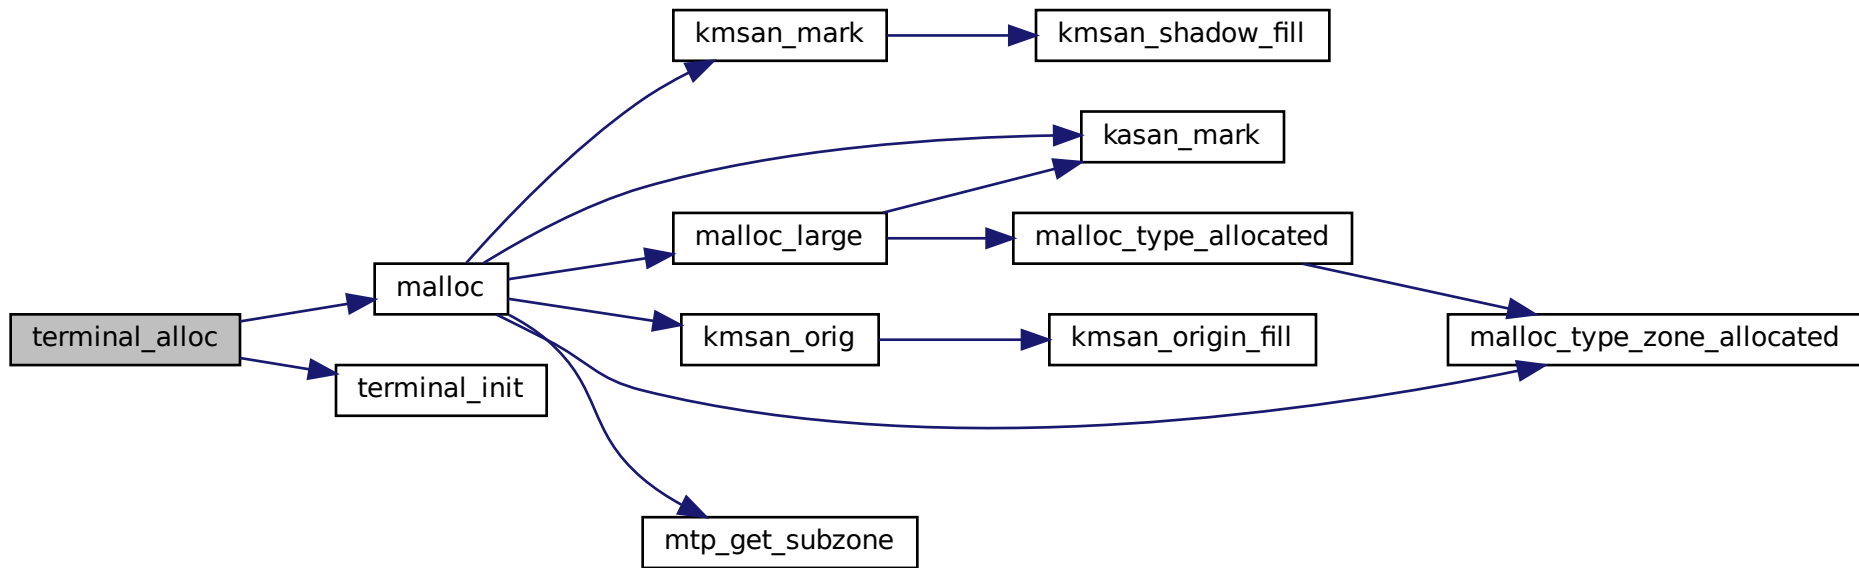 kmsan_mark
kmsan_shadow_fill
kasan_mark
malloc_large
malloc_type_allocated
malloc
terminal_alloc
kmsan_orig
kmsan_origin_fill
malloc_type_zone_allocated
terminal_init
mtp_get_subzone